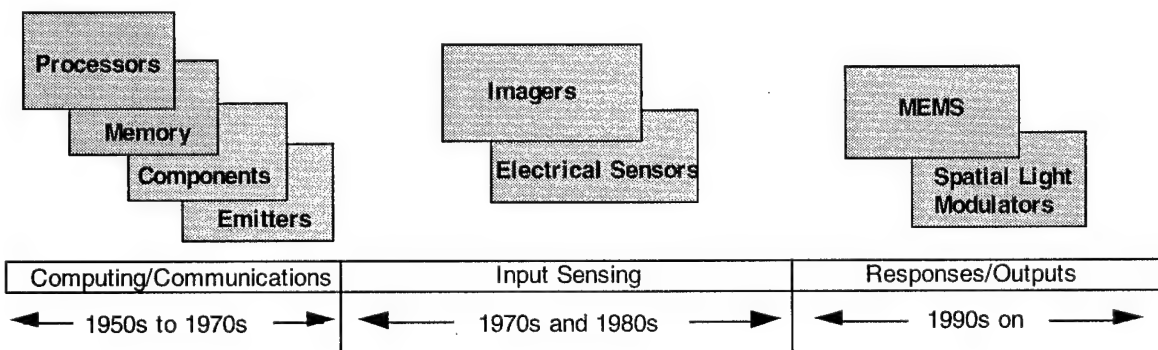 Processors
Memory
Components
Emitters
Imagers
Electrical Sensors
MEMS
Spatial Light
Modulators
Computing/Communications
Input Sensing
Responses/Outputs
1950s to 1970s
1970s and 1980s
1990s on